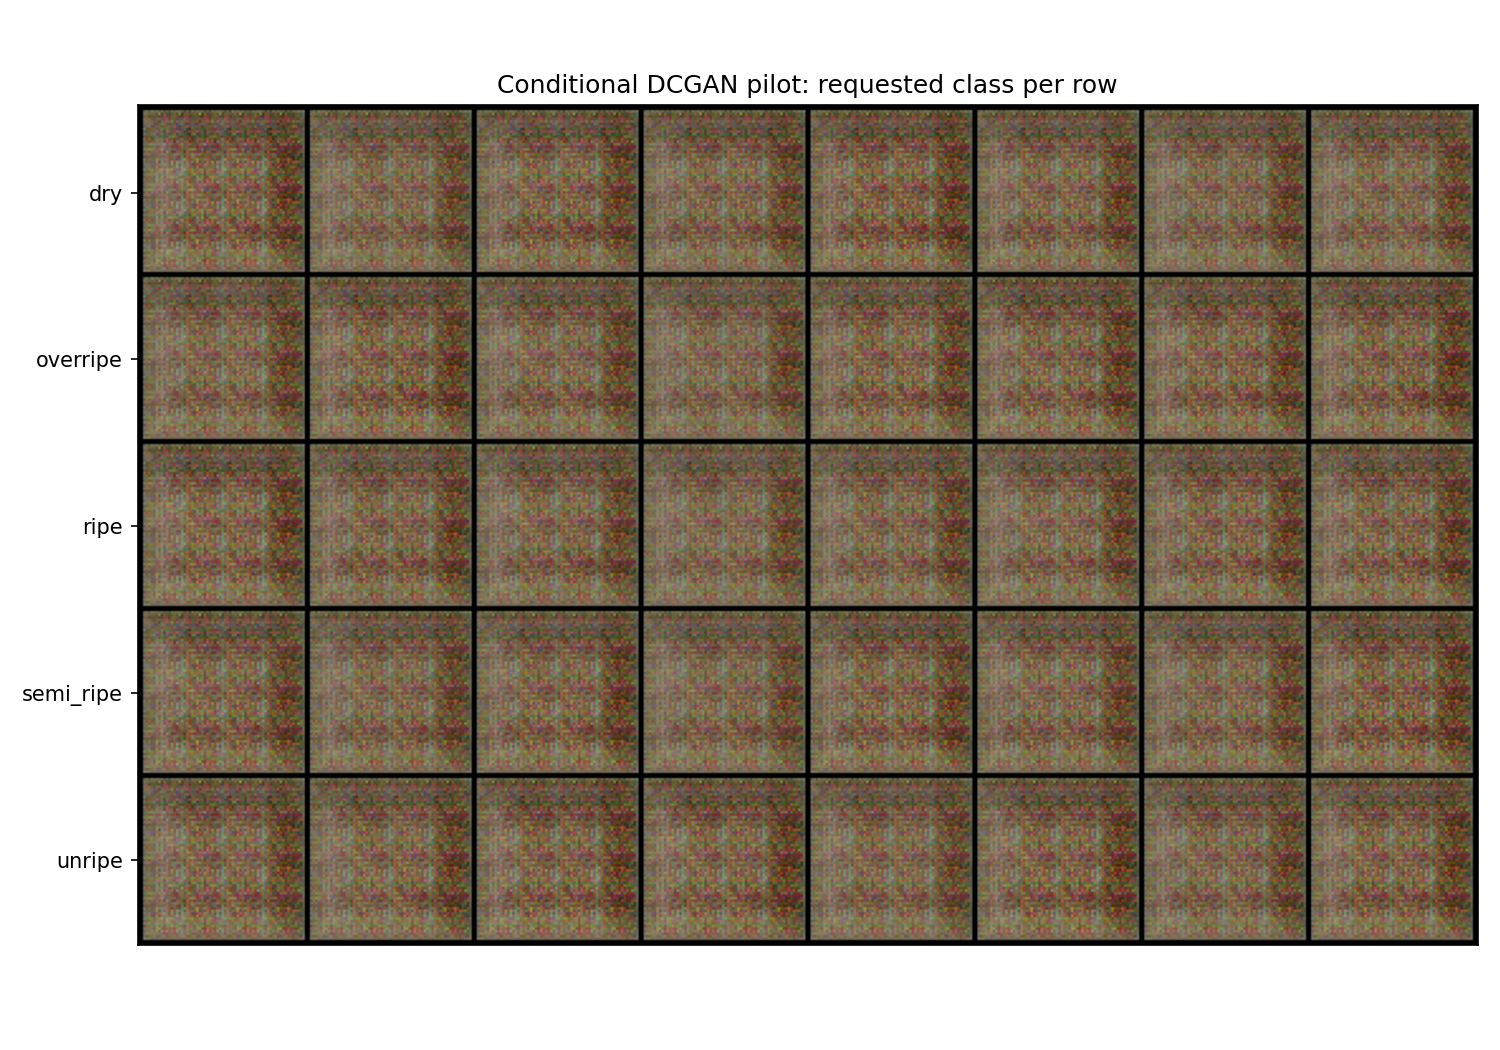 Conditional DCGAN pilot: requested class per row
dry
overripe
ripe
semi_ripe
unripe